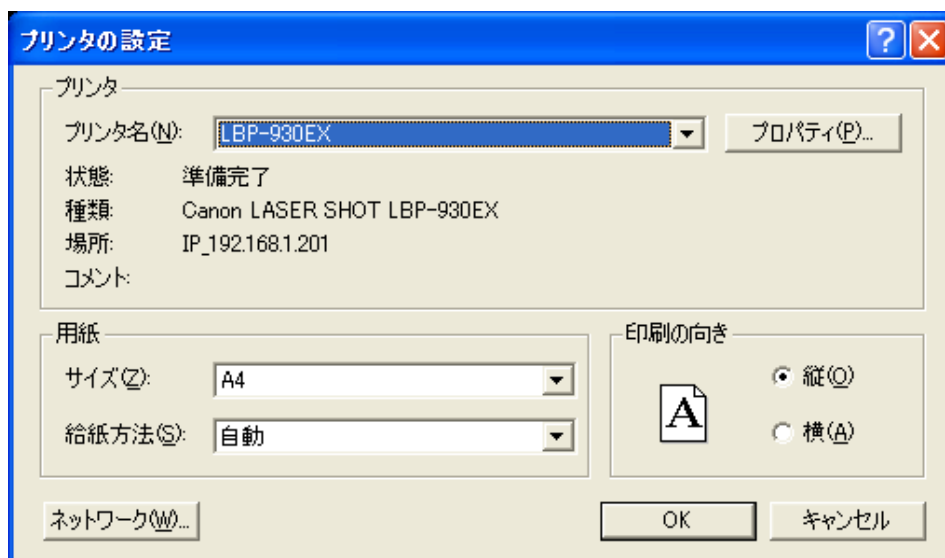 プリンタの設定
プリンタ
プリンタ名(N): LBP-930EX プロパティ(P)...
状態: 準備完了
種類: Canon LASER SHOT LBP-930EX
場所: IP_192.168.1.201
コメント:
用紙
サイズ(Z): A4
給紙方法(S): 自動
印刷の向き
A
縦(O)
横(A)
ネットワーク(W)... OK キャンセル